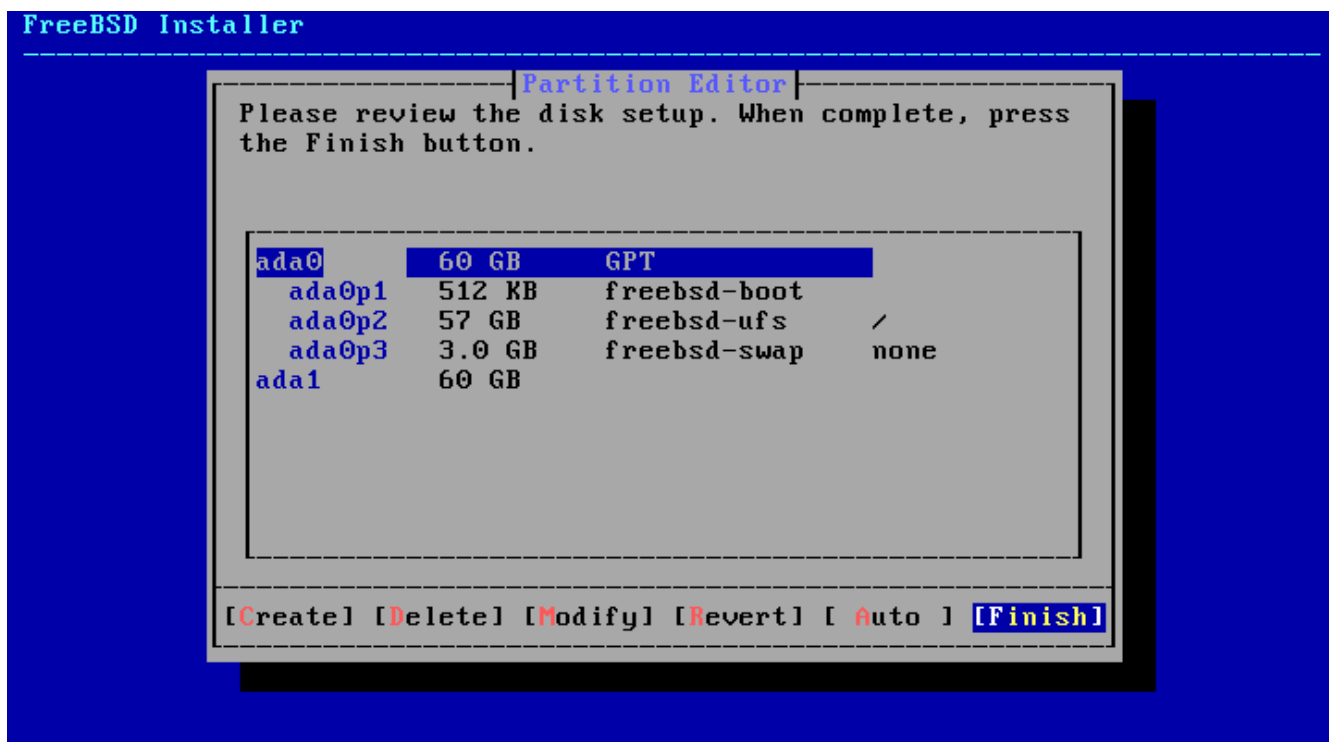 FreeBSD Installer
Partition Editor
Please review the disk setup. When complete, press
the Finish button.
ada0 60 GB GPT
ada0p1 512 KB freebsd-boot
ada0p2 57 GB freebsd-ufs /
ada0p3 3.0 GB freebsd-swap none
ada1 60 GB
[Create] [Delete] [Modify] [Revert] [ Auto ] [Finish]